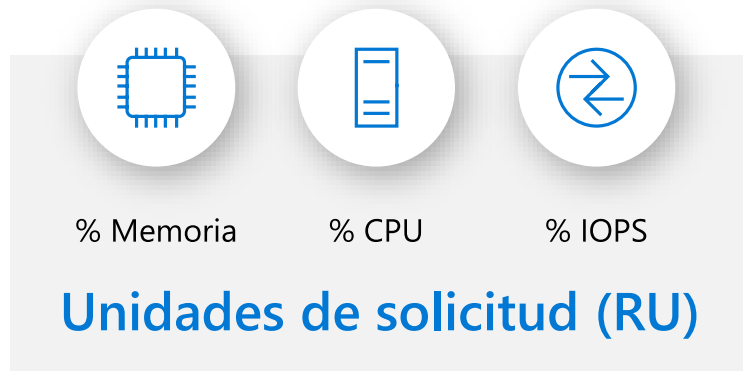 % Memoria % CPU % IOPS
Unidades de solicitud (RU)